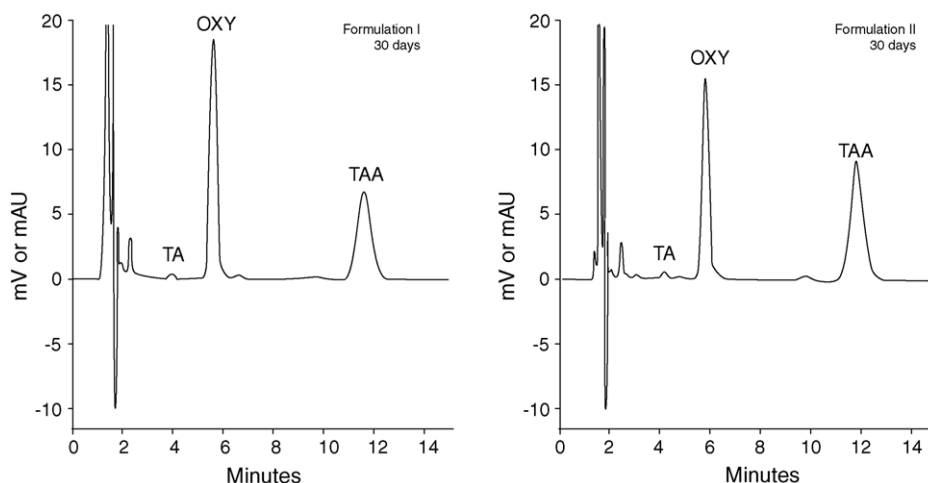 20
15
10
5
0
-5
-10
mV or mAU
OXY
TA
TAA
Formulation I
30 days
0 2 4 6 8 10 12 14
Minutes
20
15
10
5
0
-5
-10
mV or mAU
OXY
TA
TAA
Formulation II
30 days
0 2 4 6 8 10 12 14
Minutes